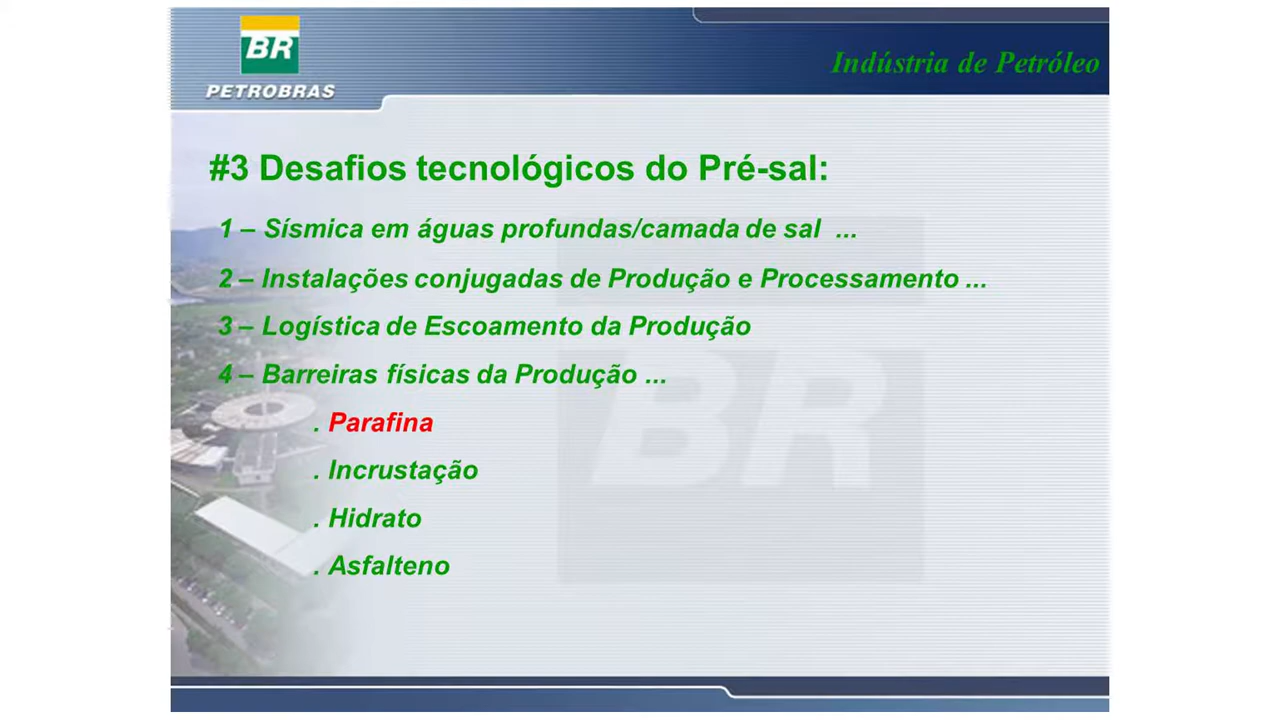 BR
PETROBRAS
Indústria de Petróleo
#3 Desafios tecnológicos do Pré-sal:
1 – Sísmica em águas profundas/camada de sal ...
2 – Instalações conjugadas de Produção e Processamento ...
3 – Logística de Escoamento da Produção
4 – Barreiras físicas da Produção ...
. Parafina
. Incrustação
. Hidrato
. Asfalteno
BR